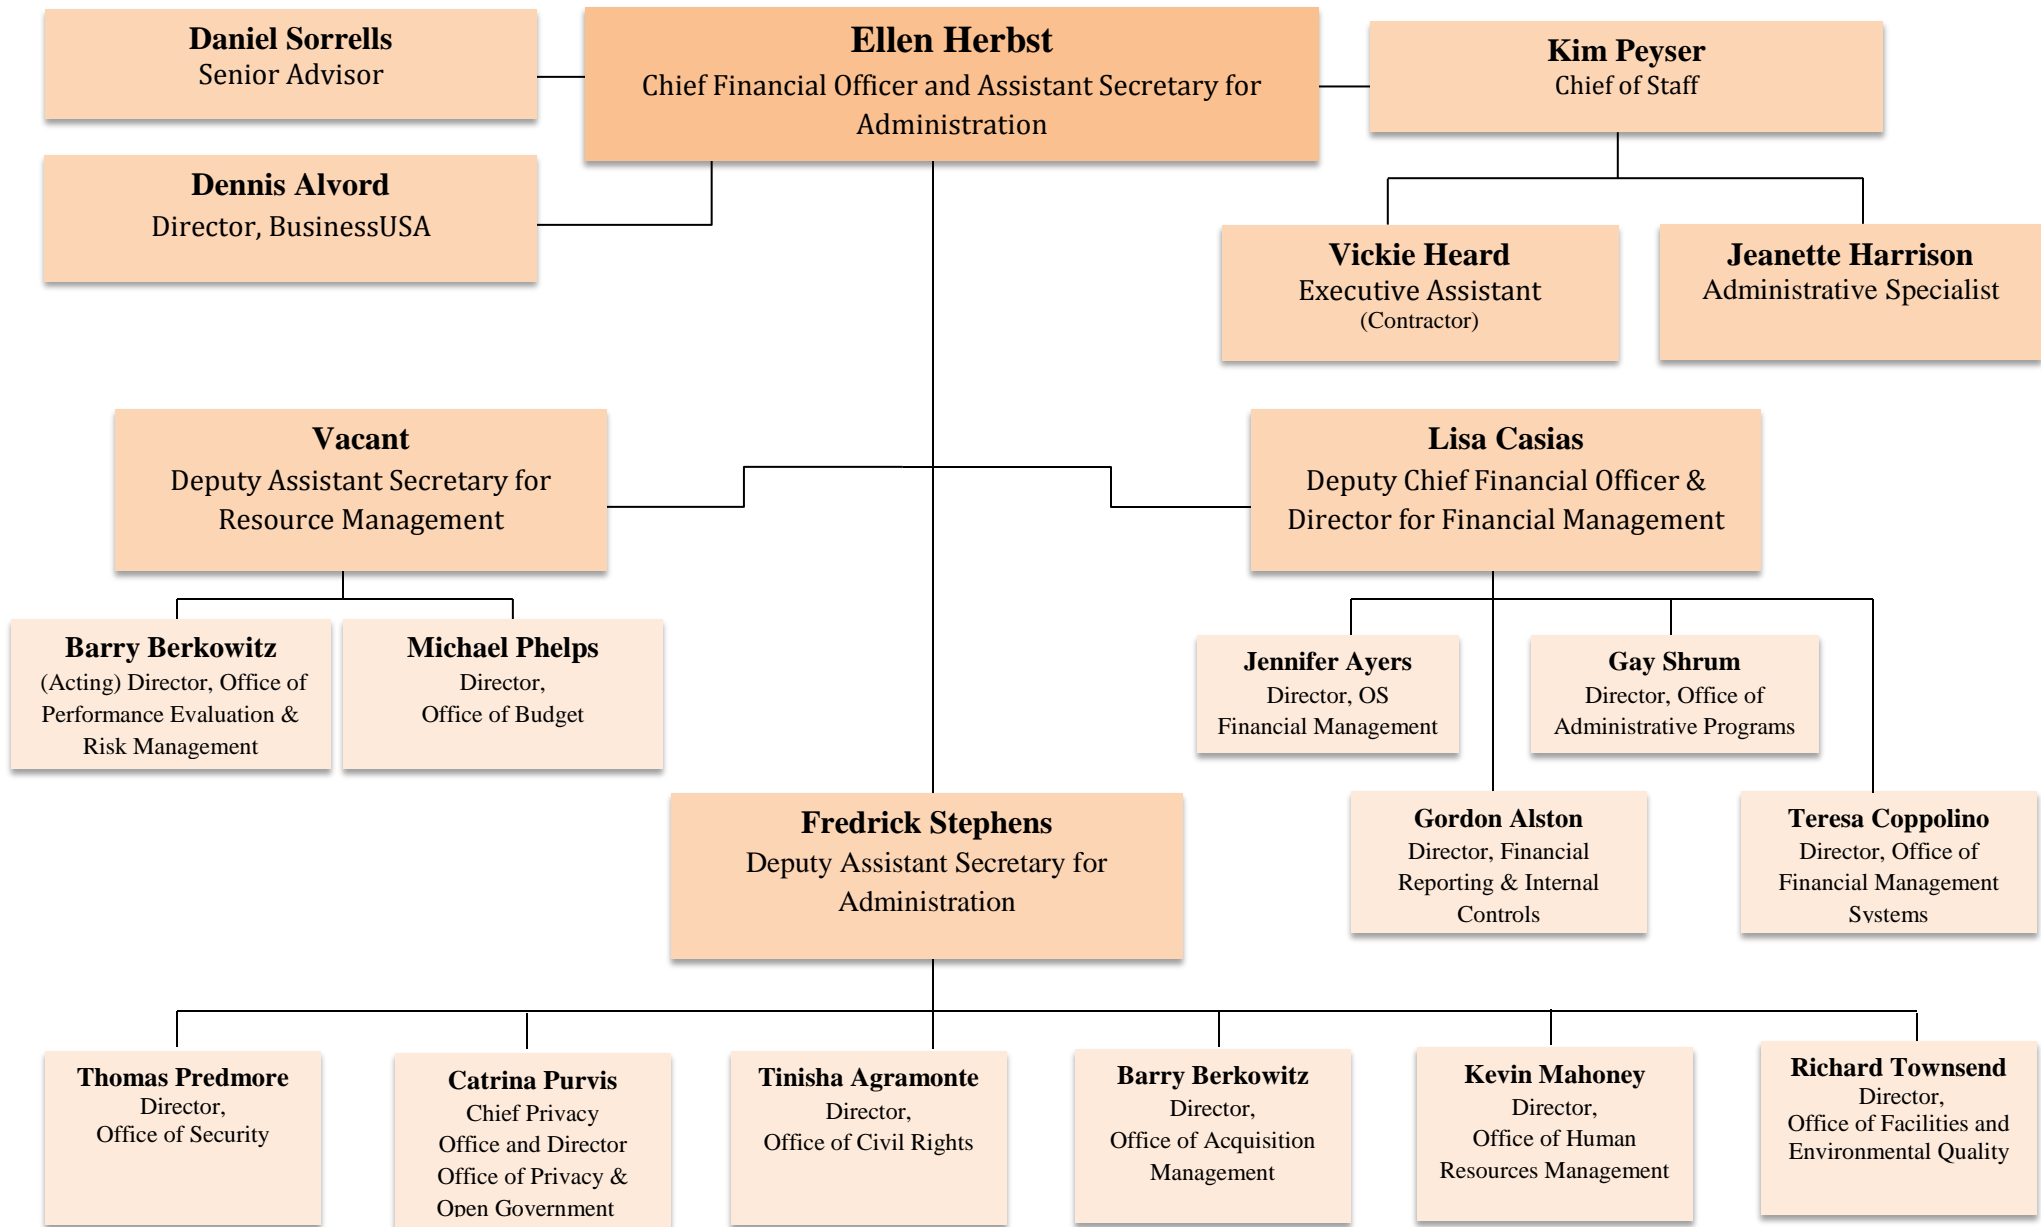 Daniel Sorrells
Senior Advisor
Ellen Herbst
Chief Financial Officer and Assistant Secretary for
Administration
Kim Peyser
Chief of Staff
Dennis Alvord
Director, BusinessUSA
Vickie Heard
Executive Assistant
(Contractor)
Jeanette Harrison
Administrative Specialist
Vacant
Deputy Assistant Secretary for
Resource Management
Lisa Casias
Deputy Chief Financial Officer &
Director for Financial Management
Barry Berkowitz
(Acting) Director, Office of
Performance Evaluation &
Risk Management
Michael Phelps
Director,
Office of Budget
Jennifer Ayers
Director, OS
Financial Management
Gay Shrum
Director, Office of
Administrative Programs
Fredrick Stephens
Deputy Assistant Secretary for
Administration
Gordon Alston
Director, Financial
Reporting & Internal
Controls
Teresa Coppolino
Director, Office of
Financial Management
Systems
Thomas Predmore
Director,
Office of Security
Catrina Purvis
Chief Privacy
Office and Director
Office of Privacy &
Open Government
Tinisha Agramonte
Director,
Office of Civil Rights
Barry Berkowitz
Director,
Office of Acquisition
Management
Kevin Mahoney
Director,
Office of Human
Resources Management
Richard Townsend
Director,
Office of Facilities and
Environmental Quality